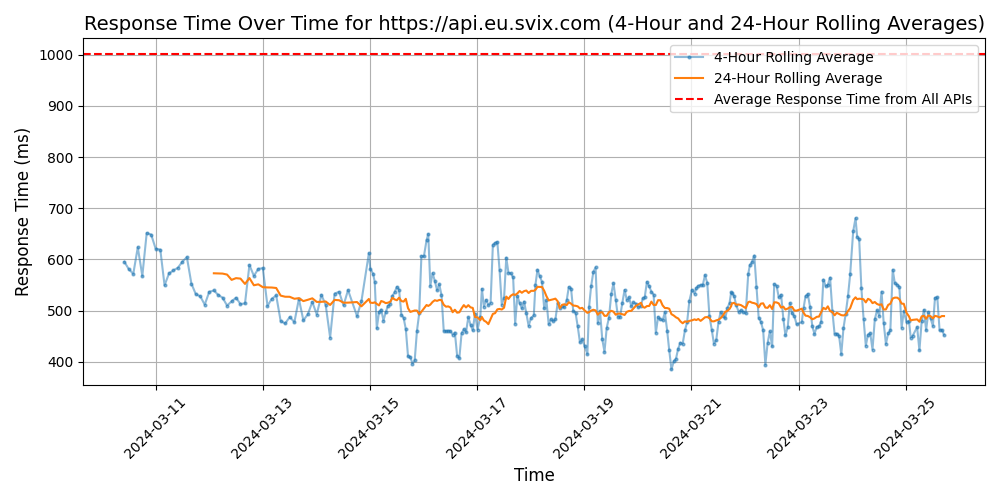 Response Time Over Time for https://api.eu.svix.com (4-Hour and 24-Hour Rolling Averages)
4-Hour Rolling Average
24-Hour Rolling Average
Average Response Time from All APIs
Response Time (ms)
1000
900
800
700
600
500
400
2024-03-11
2024-03-13
2024-03-15
2024-03-17
2024-03-19
2024-03-21
2024-03-23
2024-03-25
Time